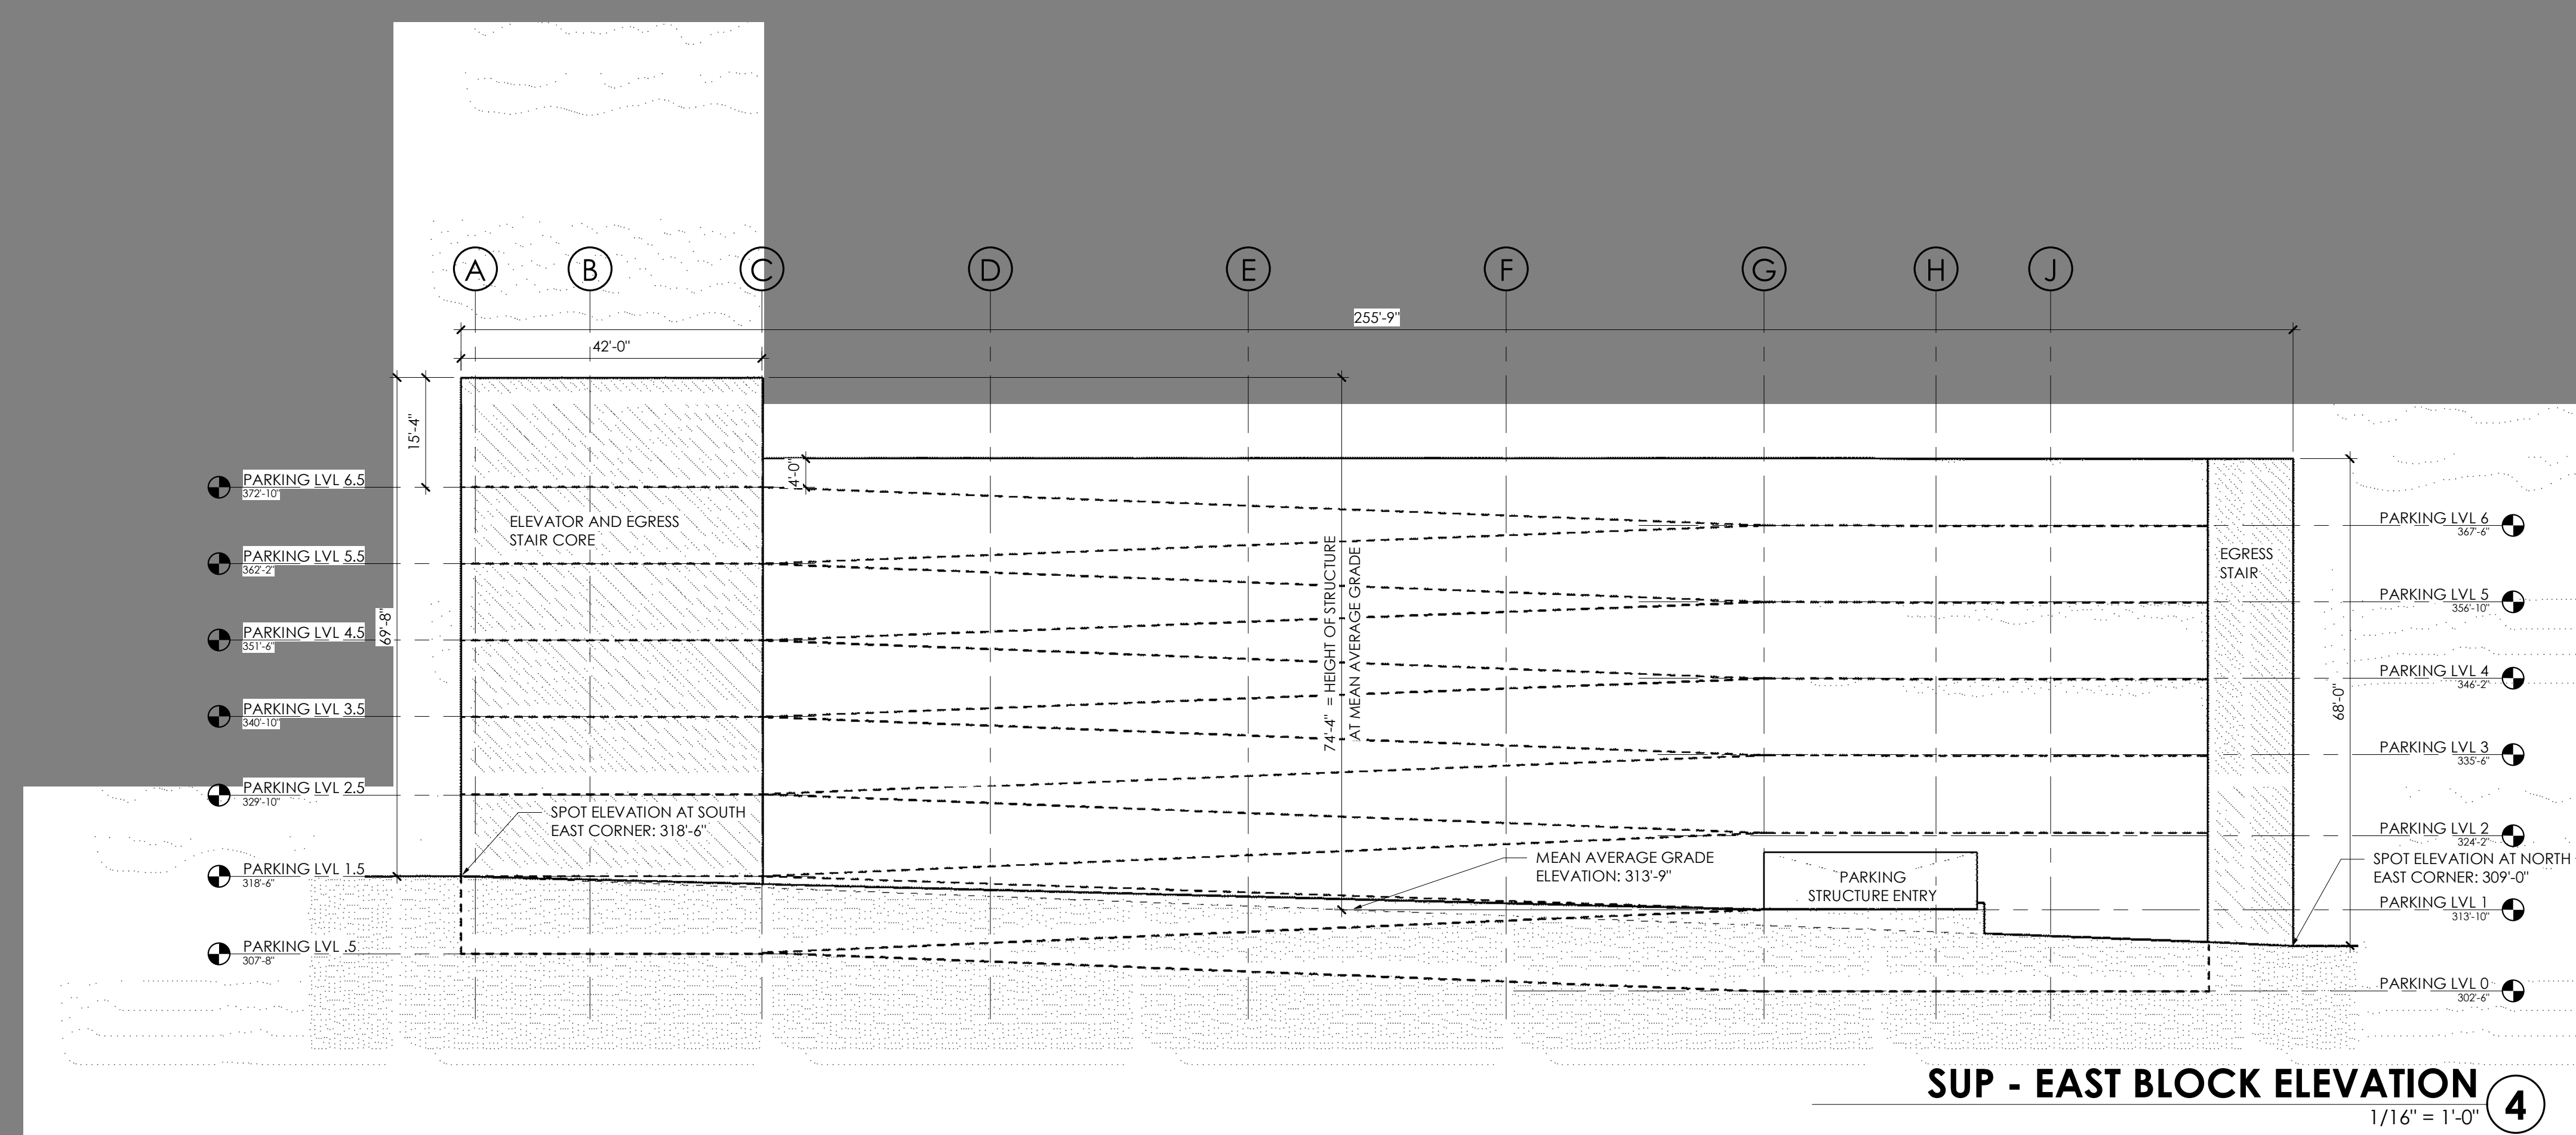 A B C D E F G H J
255'-9"
42'-0"
15'-4"
4'-0"
69'-8"
PARKING LVL 6.5
372'-10"
PARKING LVL 5.5
362'-2"
PARKING LVL 4.5
351'-6"
PARKING LVL 3.5
340'-10"
PARKING LVL 2.5
329'-10"
PARKING LVL 1.5
318'-6"
PARKING LVL .5
307'-8"
ELEVATOR AND EGRESS
STAIR CORE
SPOT ELEVATION AT SOUTH
EAST CORNER: 318'-6"
74'-4" = HEIGHT OF STRUCTURE
AT MEAN AVERAGE GRADE
MEAN AVERAGE GRADE
ELEVATION: 313'-9"
PARKING
STRUCTURE ENTRY
EGRESS
STAIR
68'-0"
PARKING LVL 6
367'-6"
PARKING LVL 5
356'-10"
PARKING LVL 4
346'-2"
PARKING LVL 3
335'-6"
PARKING LVL 2
324'-2"
SPOT ELEVATION AT NORTH
EAST CORNER: 309'-0"
PARKING LVL 1
313'-10"
PARKING LVL 0
302'-6"
SUP - EAST BLOCK ELEVATION
1/16" = 1'-0"
4